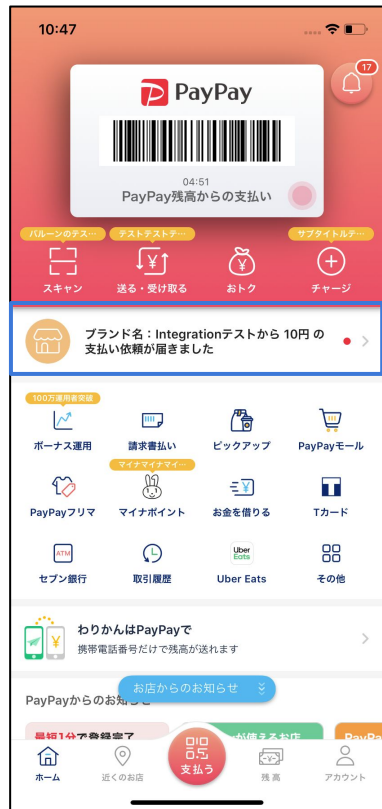 10:47
17
PayPay
04:51
PayPay残高からの支払い
バルーンのテス…
テストテストテ…
サブタイトルテ…
スキャン
送る・受け取る
おトク
チャージ
ブランド名：Integrationテストから 10円 の
支払い依頼が届きました
100万運用者突破
ボーナス運用
請求書払い
ピックアップ
PayPayモール
マイナマイナマイ…
PayPayフリマ
マイナポイント
お金を借りる
Tカード
ATM
Uber
Eats
セブン銀行
取引履歴
Uber Eats
その他
わりかんはPayPayで
携帯電話番号だけで残高が送れます
お店からのお知らせ
PayPayからのお知らせ
最短1分で登録完了
が使えるお店
PayPa
ホーム
近くのお店
支払う
残高
アカウント